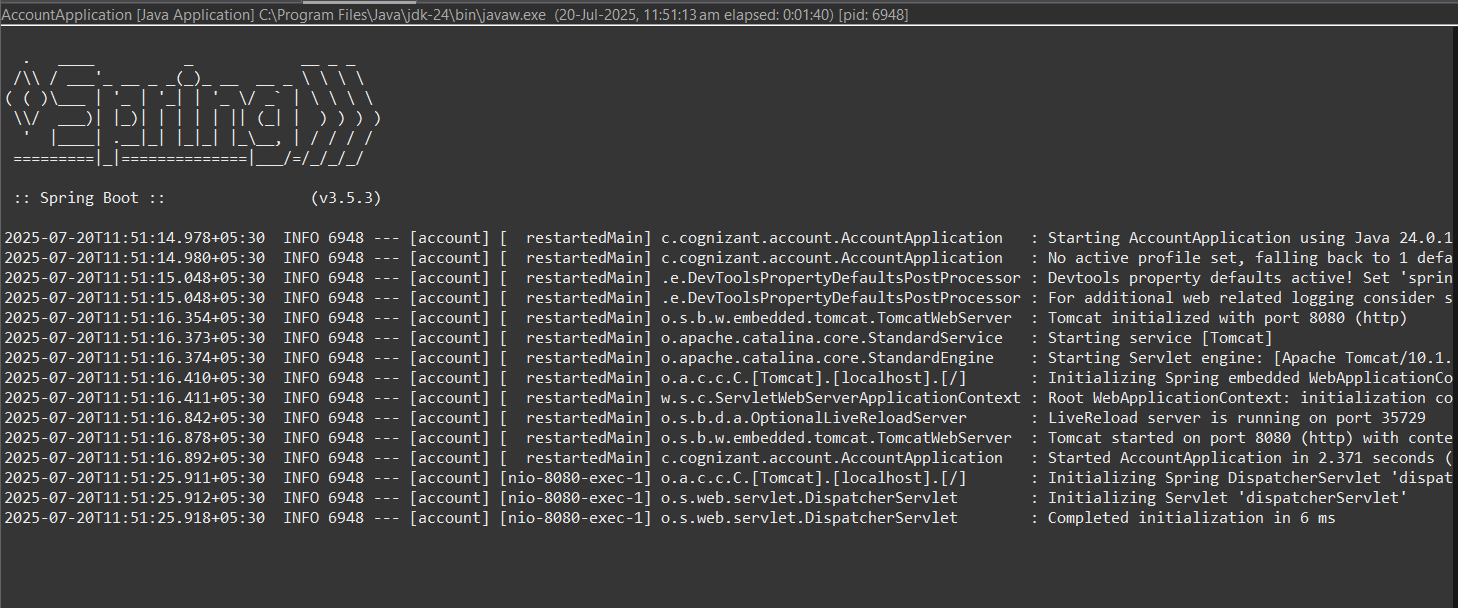 AccountApplication [Java Application] C:\Program Files\Java\jdk-24\bin\javaw.exe  (20-Jul-2025, 11:51:13 am elapsed: 0:01:40) [pid: 6948]
  .   ____          _            __ _ _
 /\\ / ___'_ __ _ _(_)_ __  __ _ \ \ \ \
( ( )\___ | '_ | '_| | '_ \/ _` | \ \ \ \
 \\/  ___)| |_)| | | | | || (_| |  ) ) ) )
  '  |____| .__|_| |_|_| |_\__, | / / / /
 =========|_|==============|___/=/_/_/_/
 :: Spring Boot ::                (v3.5.3)
2025-07-20T11:51:14.978+05:30  INFO 6948 --- [account] [  restartedMain] c.cognizant.account.AccountApplication   : Starting AccountApplication using Java 24.0.1
2025-07-20T11:51:14.980+05:30  INFO 6948 --- [account] [  restartedMain] c.cognizant.account.AccountApplication   : No active profile set, falling back to 1 defa
2025-07-20T11:51:15.048+05:30  INFO 6948 --- [account] [  restartedMain] .e.DevToolsPropertyDefaultsPostProcessor : Devtools property defaults active! Set 'sprin
2025-07-20T11:51:15.048+05:30  INFO 6948 --- [account] [  restartedMain] .e.DevToolsPropertyDefaultsPostProcessor : For additional web related logging consider s
2025-07-20T11:51:16.354+05:30  INFO 6948 --- [account] [  restartedMain] o.s.b.w.embedded.tomcat.TomcatWebServer  : Tomcat initialized with port 8080 (http)
2025-07-20T11:51:16.373+05:30  INFO 6948 --- [account] [  restartedMain] o.apache.catalina.core.StandardService   : Starting service [Tomcat]
2025-07-20T11:51:16.374+05:30  INFO 6948 --- [account] [  restartedMain] o.apache.catalina.core.StandardEngine    : Starting Servlet engine: [Apache Tomcat/10.1.
2025-07-20T11:51:16.410+05:30  INFO 6948 --- [account] [  restartedMain] o.a.c.c.C.[Tomcat].[localhost].[/]       : Initializing Spring embedded WebApplicationCo
2025-07-20T11:51:16.411+05:30  INFO 6948 --- [account] [  restartedMain] w.s.c.ServletWebServerApplicationContext : Root WebApplicationContext: initialization co
2025-07-20T11:51:16.842+05:30  INFO 6948 --- [account] [  restartedMain] o.s.b.d.a.OptionalLiveReloadServer       : LiveReload server is running on port 35729
2025-07-20T11:51:16.878+05:30  INFO 6948 --- [account] [  restartedMain] o.s.b.w.embedded.tomcat.TomcatWebServer  : Tomcat started on port 8080 (http) with conte
2025-07-20T11:51:16.892+05:30  INFO 6948 --- [account] [  restartedMain] c.cognizant.account.AccountApplication   : Started AccountApplication in 2.371 seconds (
2025-07-20T11:51:25.911+05:30  INFO 6948 --- [account] [nio-8080-exec-1] o.a.c.c.C.[Tomcat].[localhost].[/]       : Initializing Spring DispatcherServlet 'dispat
2025-07-20T11:51:25.912+05:30  INFO 6948 --- [account] [nio-8080-exec-1] o.s.web.servlet.DispatcherServlet        : Initializing Servlet 'dispatcherServlet'
2025-07-20T11:51:25.918+05:30  INFO 6948 --- [account] [nio-8080-exec-1] o.s.web.servlet.DispatcherServlet        : Completed initialization in 6 ms